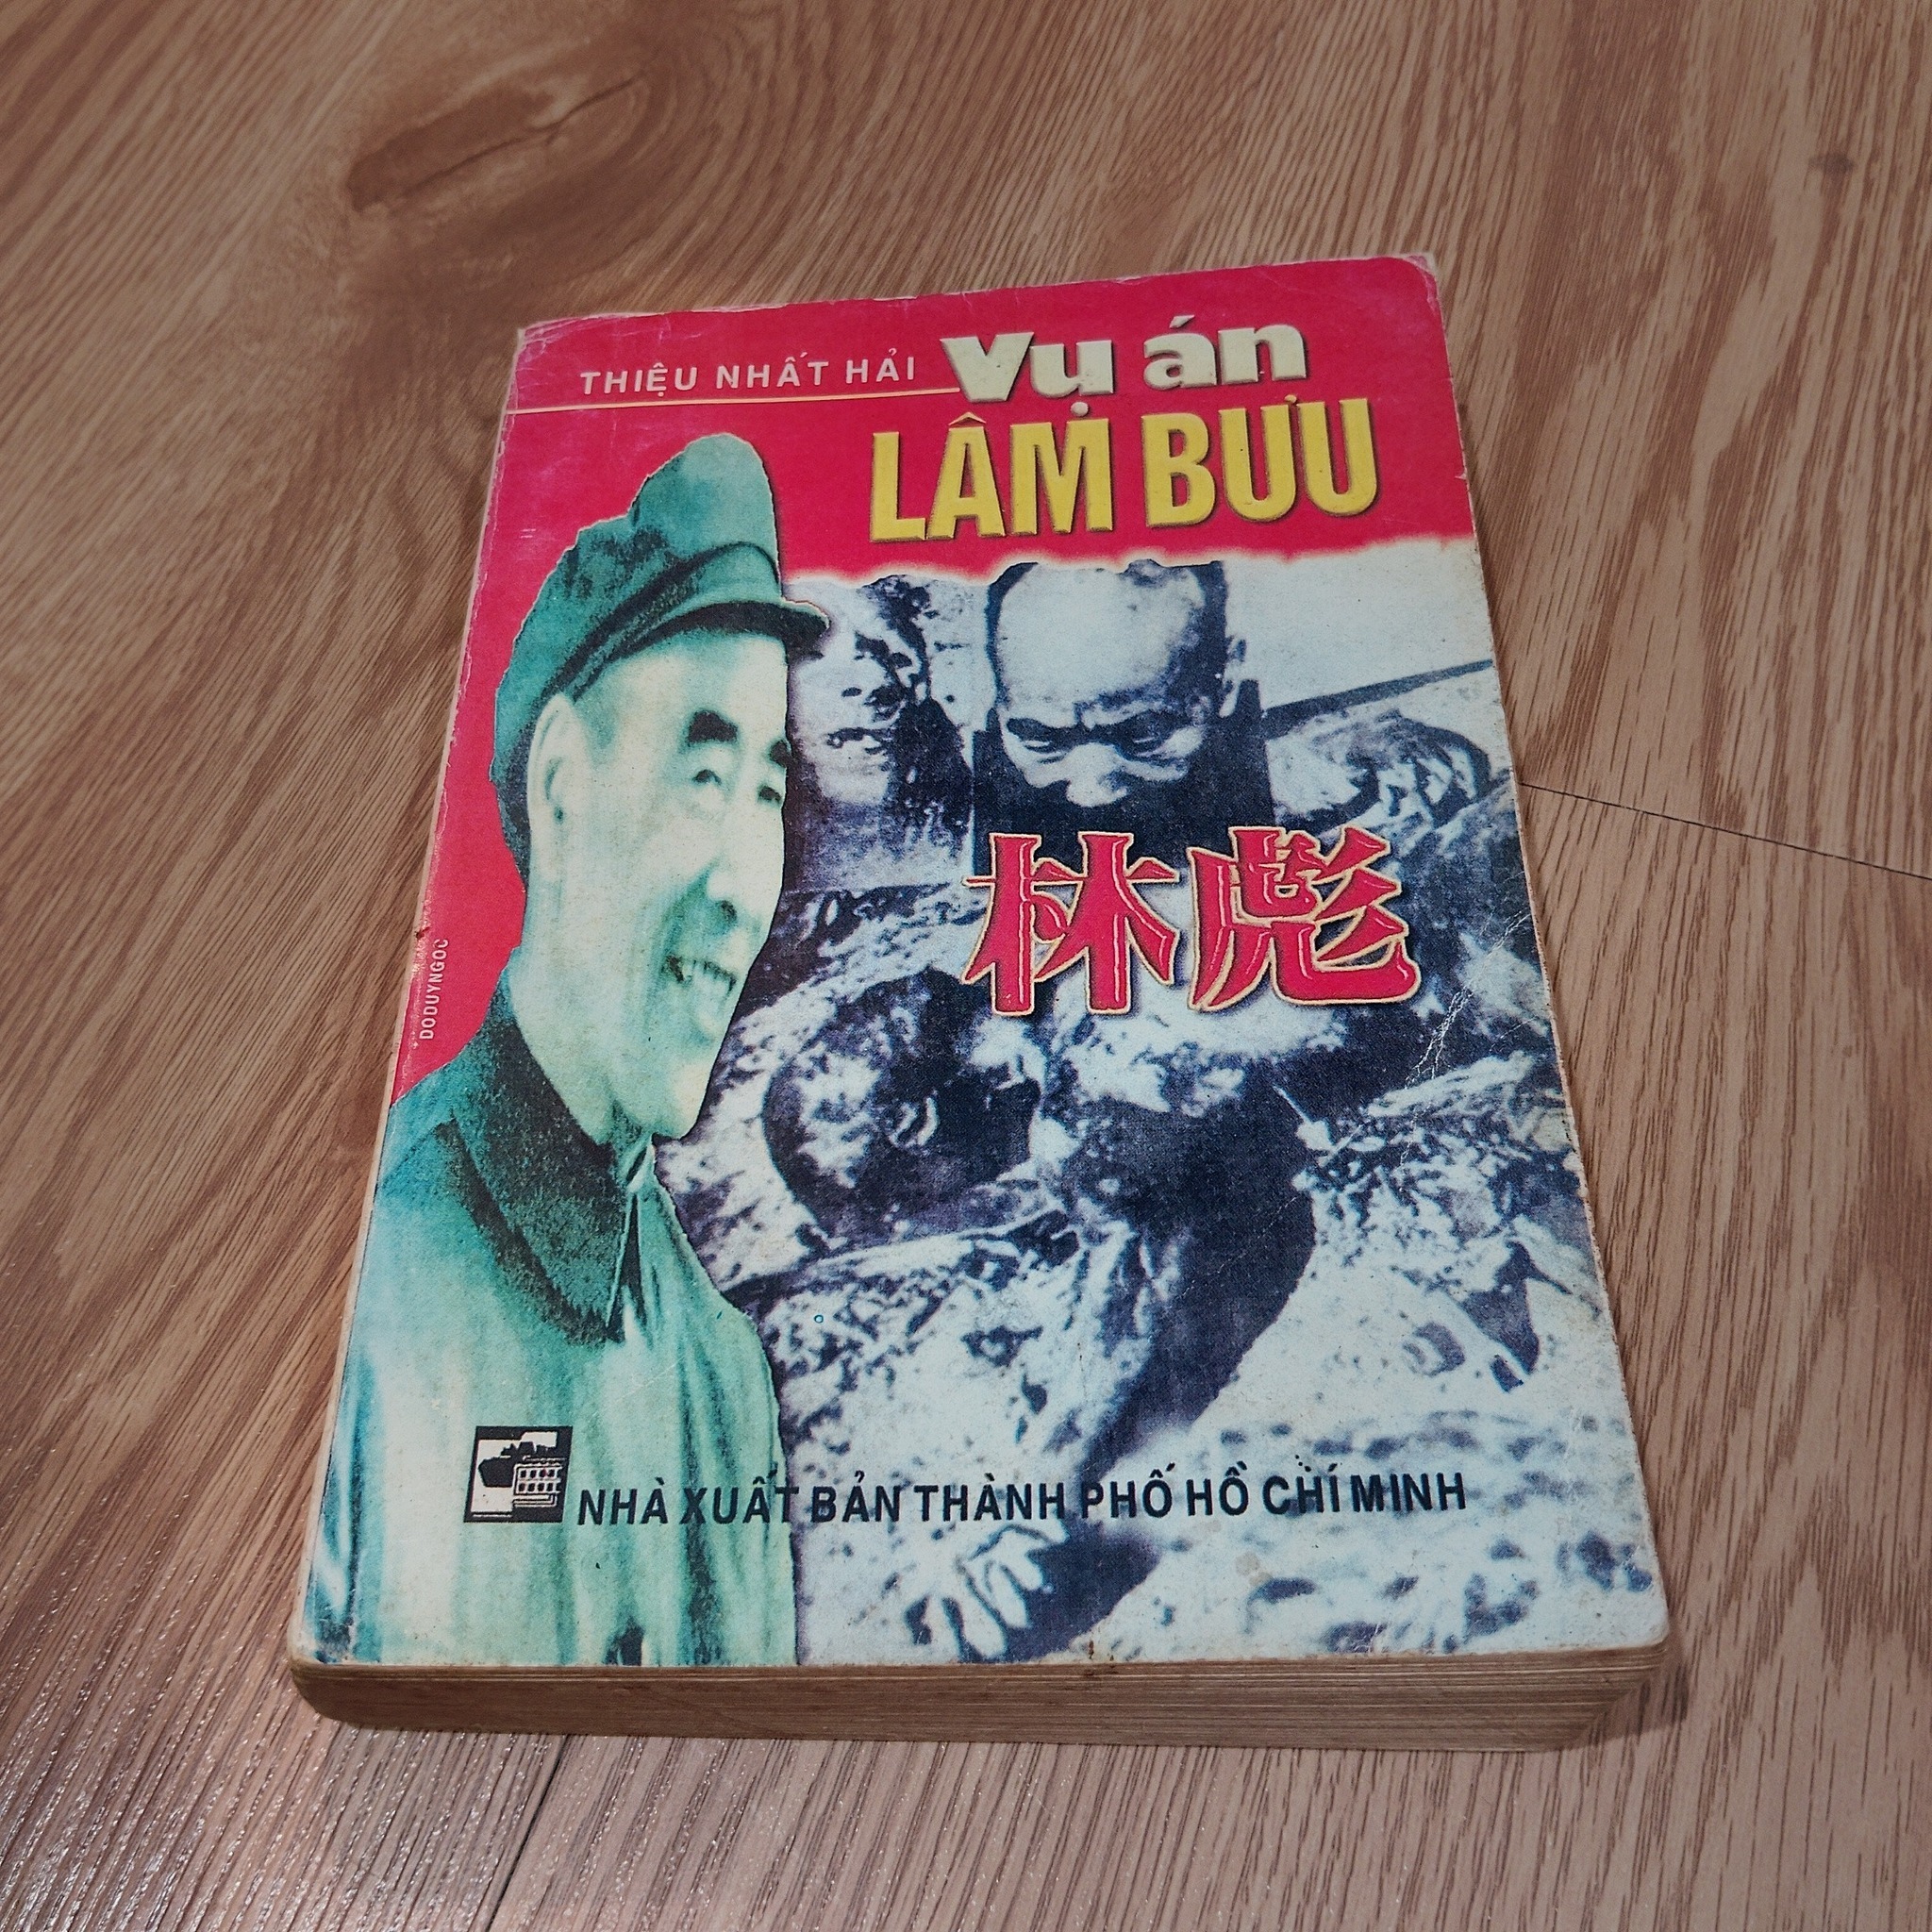 THIỆU NHẤT HẢI
Vụ án
LÂM BƯU
林彪
DODUYNGOC
NHÀ XUẤT BẢN THÀNH PHỐ HỒ CHÍ MINH